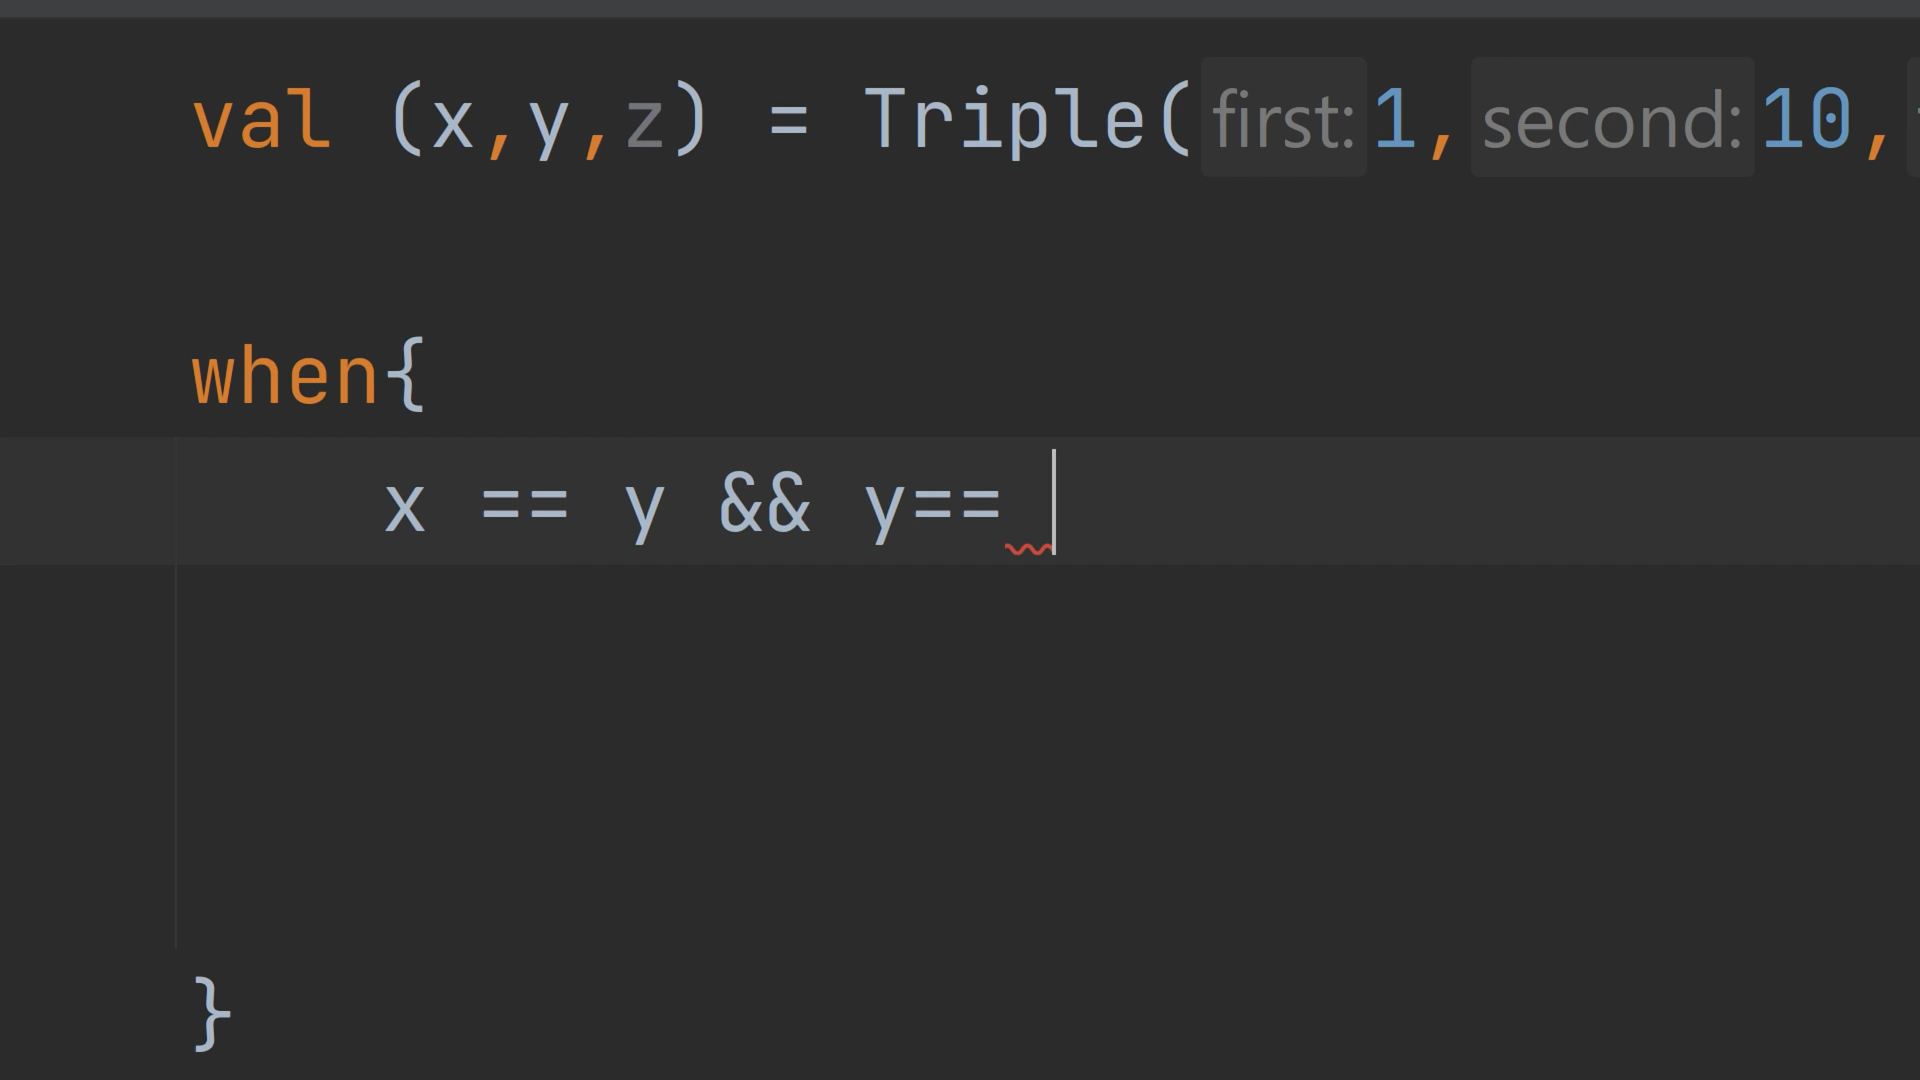 val (x,y,z) = Triple( first: 1, second: 10,
when{
x == y && y==
}